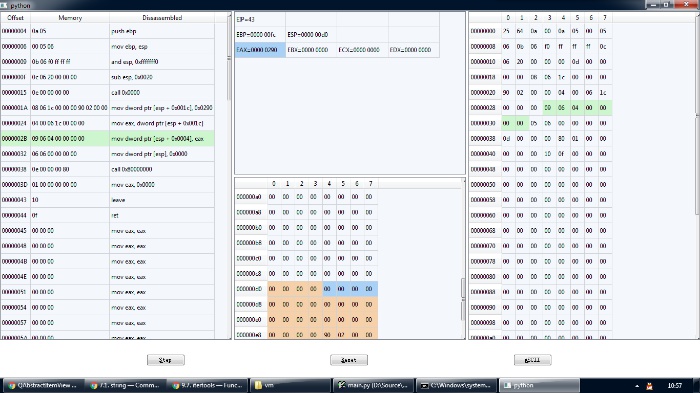 python
Offset Memory Disassembled
00000004 0a 05 push ebp
00000006 00 05 06 mov ebp, esp
00000009 0b 06 f0 ff ff ff and esp, 0xfffffff0
0c 06 20 00 00 00 sub esp, 0x0020
00000015 0e 00 00 00 00 call 0x0000
0000001A 08 06 1c 00 00 00 90 02 00 00 mov dword ptr [esp + 0x001c], 0x0290
00000024 04 00 06 1c 00 00 00 mov eax, dword ptr [esp + 0x001c]
0000002B 09 06 04 00 00 00 00 mov dword ptr [esp + 0x0004], eax
00000032 06 06 00 00 00 00 mov dword ptr [esp], 0x0000
00000038 0e 00 00 00 80 call 0x80000000
0000003D 01 00 00 00 00 00 mov eax, 0x0000
00000043 10 leave
00000044 0f ret
00000045 00 00 00 mov eax, eax
00000048 00 00 00 mov eax, eax
0000004B 00 00 00 mov eax, eax
0000004E 00 00 00 mov eax, eax
00000051 00 00 00 mov eax, eax
00000054 00 00 00 mov eax, eax
00000057 00 00 00 mov eax, eax
0000005A 00 00 00 mov eax, eax
EIP=43
EBP=0000 00fc ESP=0000 00d0
EAX=0000 0290 EBX=0000 0000 ECX=0000 0000 EDX=0000 0000
0 1 2 3 4 5 6 7
000000a0 00 00 00 00 00 00 00 00
000000a8 00 00 00 00 00 00 00 00
000000b0 00 00 00 00 00 00 00 00
000000b8 00 00 00 00 00 00 00 00
000000c0 00 00 00 00 00 00 00 00
000000c8 00 00 00 00 00 00 00 00
000000d0 00 00 00 00 00 00 00 00
000000d8 00 00 00 00 00 00 00 00
000000e0 00 00 00 00 00 00 00 00
000000e8 00 00 00 00 90 02 00 00
0 1 2 3 4 5 6 7
00000000 25 64 0a 00 0a 05 00 05
00000008 06 0b 06 f0 ff ff ff 0c
00000010 06 20 00 00 00 0d 00
00000018 00 00 08 06 1c 00 00
00000020 90 02 00 00 04 00 06 1c
00000028 00 00 00 09 06 04 00 00
00000030 00 00 05 06 00 00 00
00000038 0d 00 00 00 80 01 00 00
00000040 00 00 00 10 0f 00 00 00
00000048 00 00 00 00 00 00 00 00
00000050 00 00 00 00 00 00 00 00
00000058 00 00 00 00 00 00 00 00
00000060 00 00 00 00 00 00 00 00
00000068 00 00 00 00 00 00 00 00
00000070 00 00 00 00 00 00 00 00
00000078 00 00 00 00 00 00 00 00
00000080 00 00 00 00 00 00 00 00
00000088 00 00 00 00 00 00 00 00
00000090 00 00 00 00 00 00 00 00
00000098 00 00 00 00 00 00 00 00
000000a0 00 00 00 00 00 00 00 00
Step Reset ASCII
QAbstractItemView ... 7.1. string — Comm... 9.7. itertools — Func... vm main.py (D:\Source\... C:\Windows\system... python 10:57